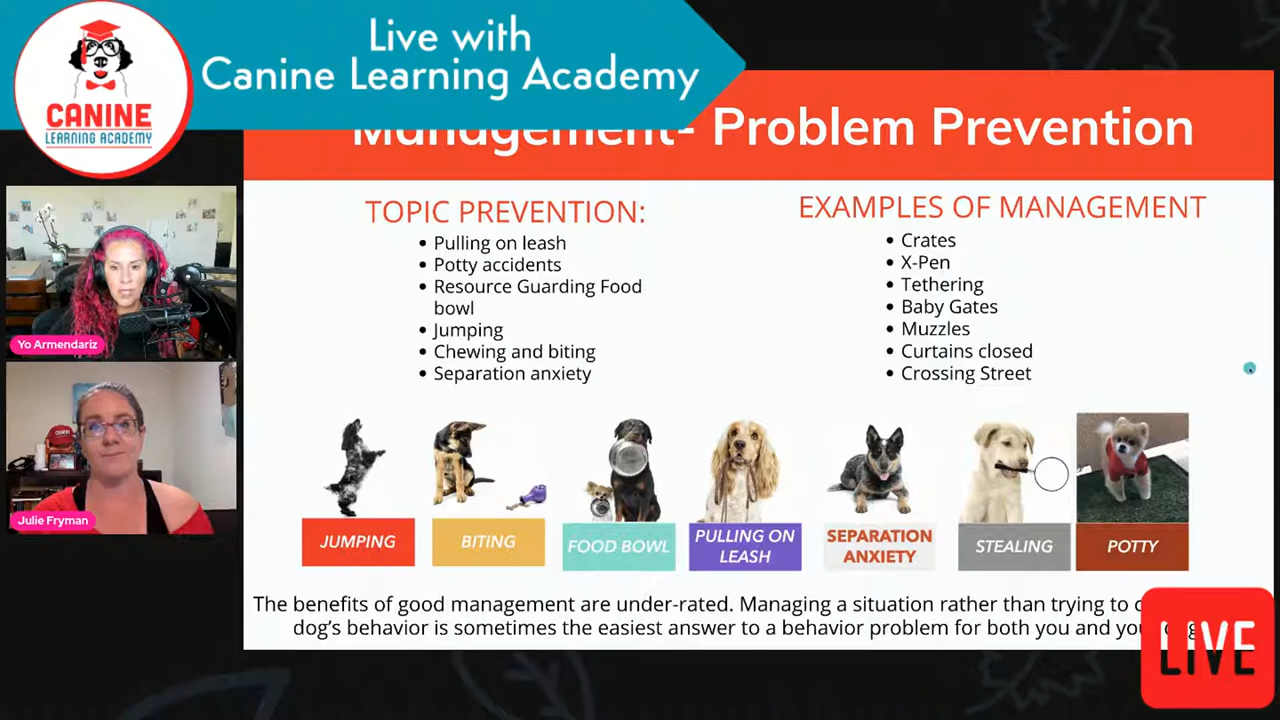 Live with
Canine Learning Academy
CANINE
LEARNING ACADEMY
Management- Problem Prevention
TOPIC PREVENTION:
• Pulling on leash
• Potty accidents
• Resource Guarding Food
bowl
• Jumping
• Chewing and biting
• Separation anxiety
EXAMPLES OF MANAGEMENT
• Crates
• X-Pen
• Tethering
• Baby Gates
• Muzzles
• Curtains closed
• Crossing Street
Yo Armendariz
Julie Fryman
JUMPING
BITING
FOOD BOWL
PULLING ON
LEASH
SEPARATION
ANXIETY
STEALING
POTTY
The benefits of good management are under-rated. Managing a situation rather than trying to
dog's behavior is sometimes the easiest answer to a behavior problem for both you and
LIVE